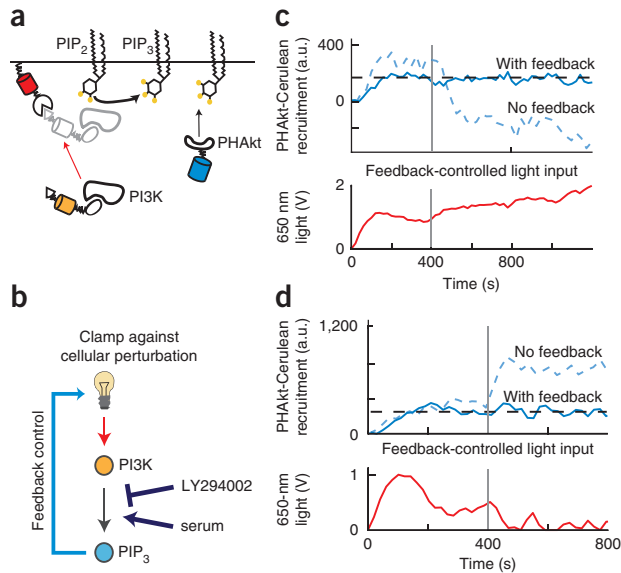 a
PIP2
PIP3
PHAkt
PI3K
b
Clamp against
cellular perturbation
Feedback control
PI3K
LY294002
serum
PIP3
c
PHAkt-Cerulean
recruitment (a.u.)
400
0
With feedback
No feedback
Feedback-controlled light input
650 nm
light (V)
2
0
0
400
800
Time (s)
d
PHAkt-Cerulean
recruitment (a.u.)
1,200
0
No feedback
With feedback
Feedback-controlled light input
650-nm
light (V)
1
0
0
400
800
Time (s)